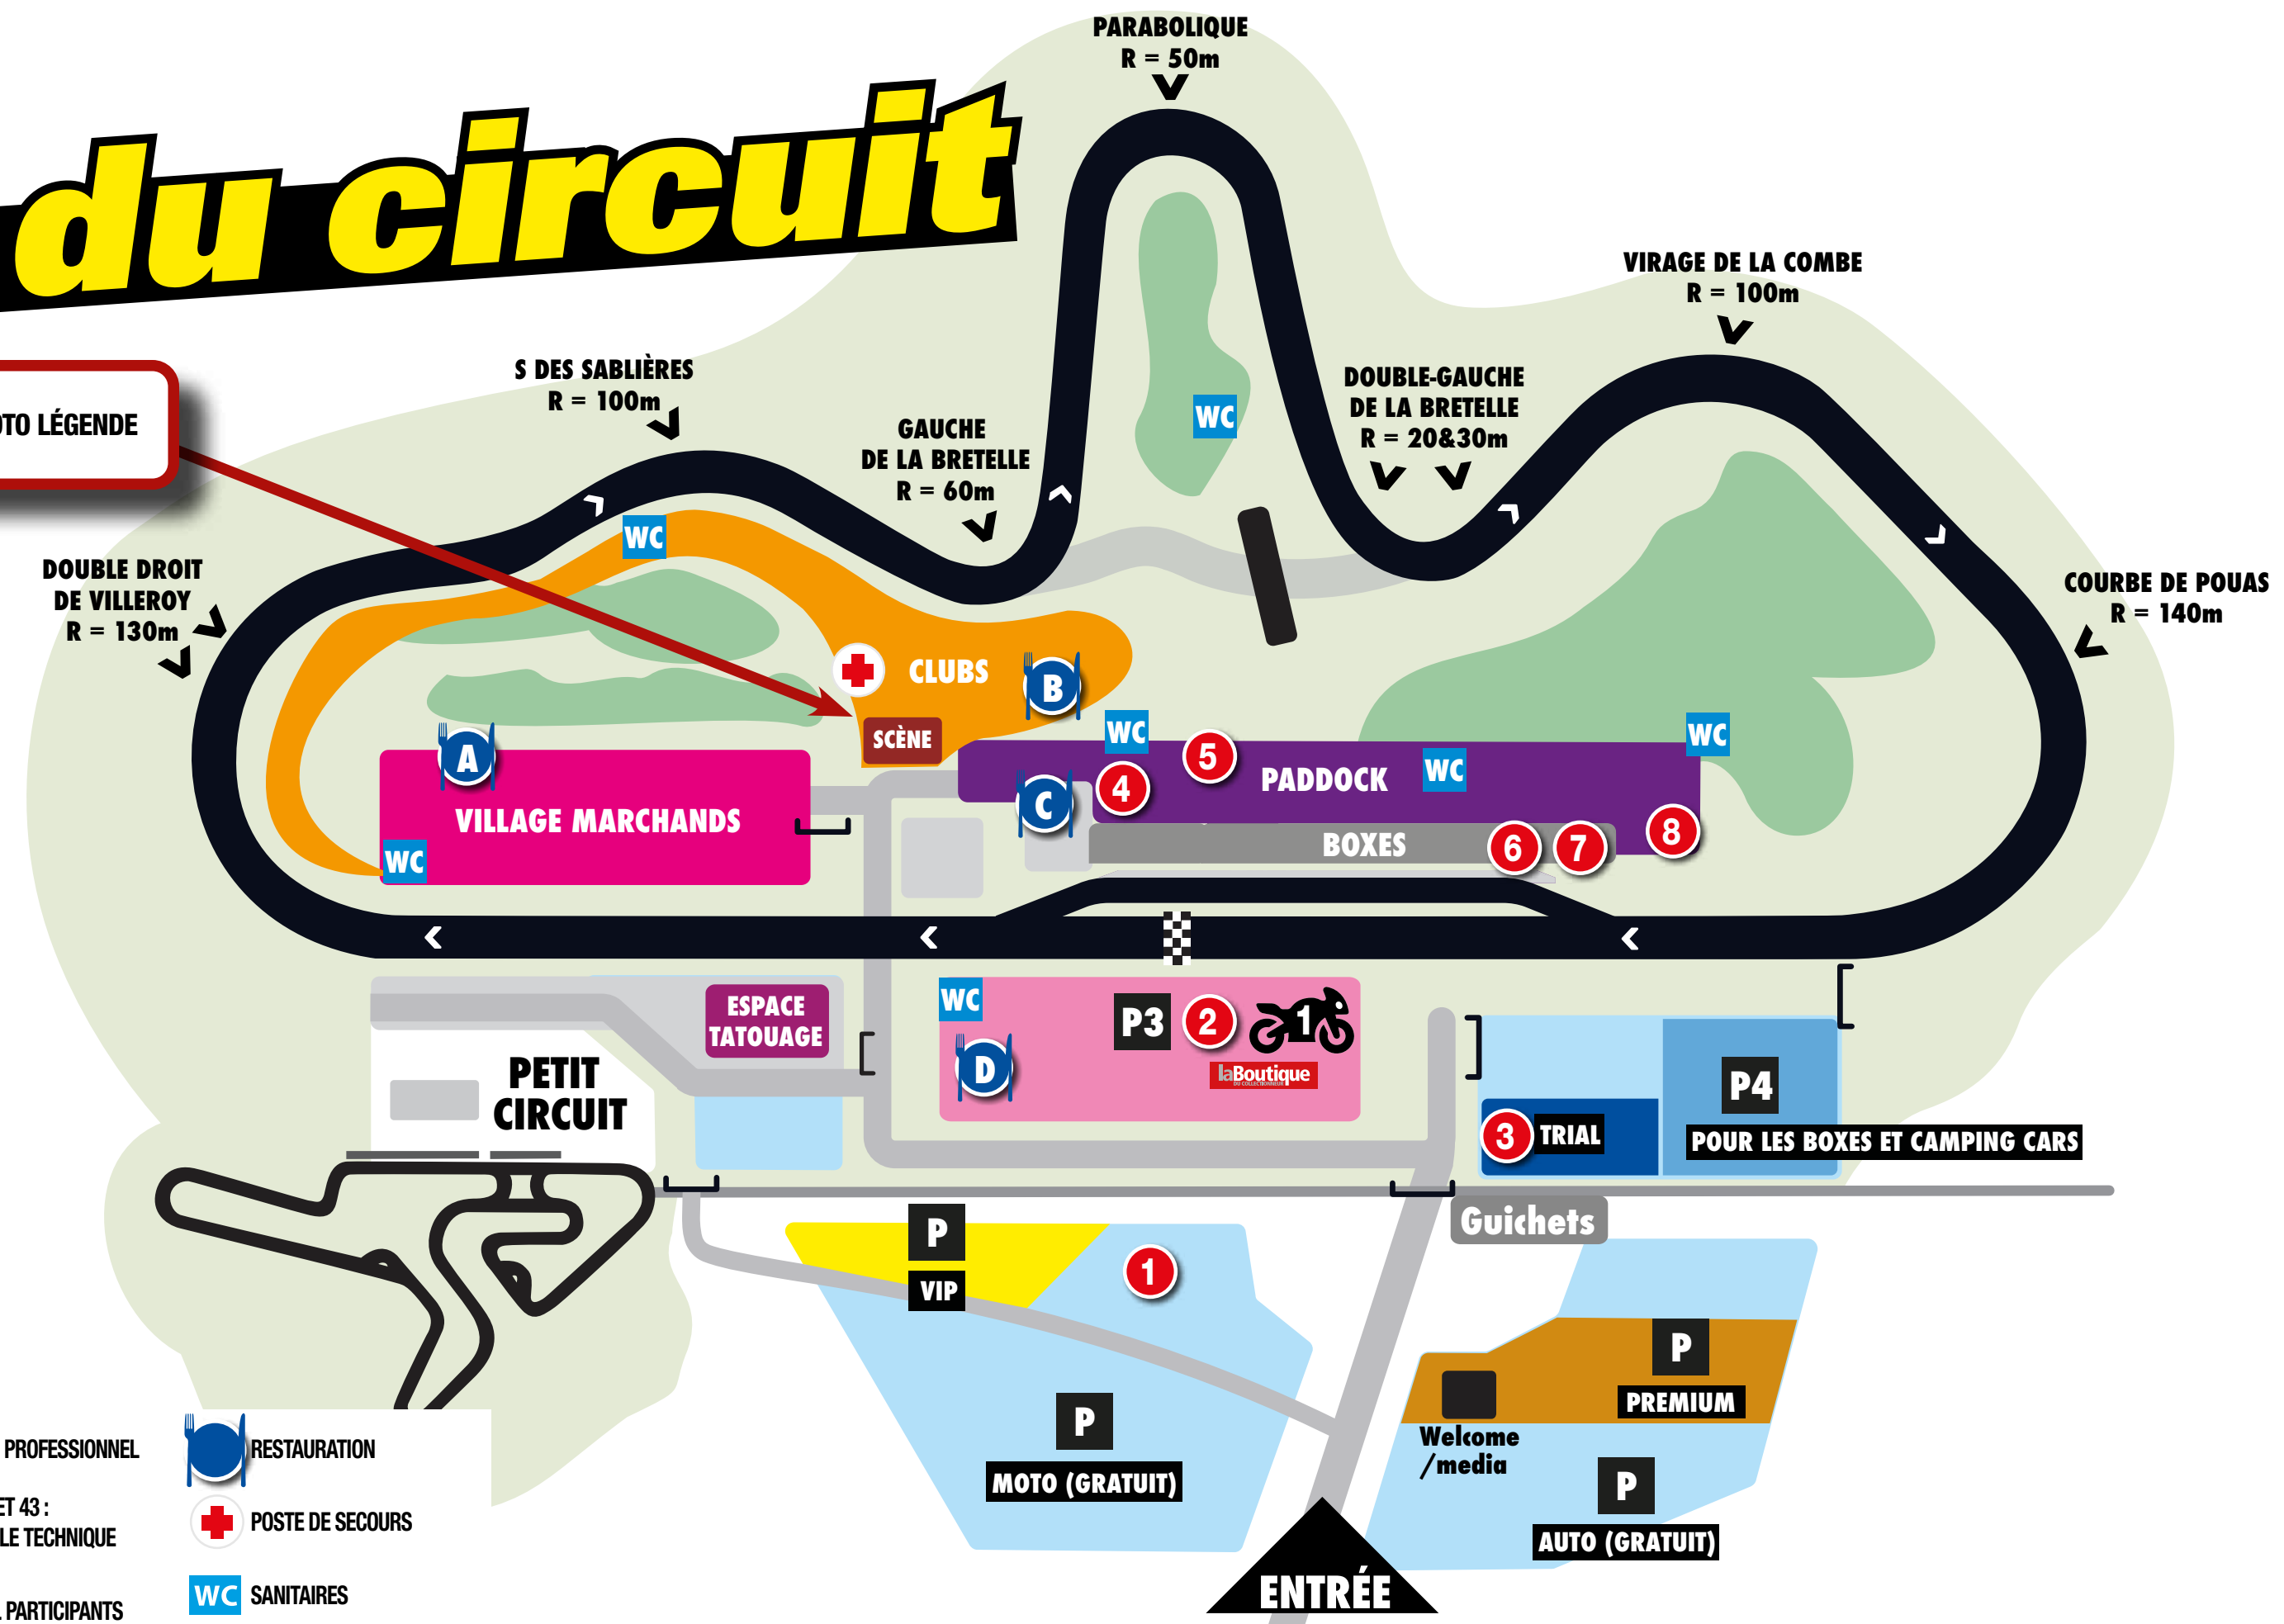 du circuit
PARABOLIQUE
R = 50m
VIRAGE DE LA COMBE
R = 100m
S DES SABLIÈRES
R = 100m
DOUBLE-GAUCHE
DE LA BRETELLE
R = 20&30m
OTO LÉGENDE
GAUCHE
DE LA BRETELLE
R = 60m
WC
WC
DOUBLE DROIT
DE VILLEROY
R = 130m
COURBE DE POUAS
R = 140m
CLUBS
B
SCÈNE
WC
WC
A
5
PADDOCK
WC
4
C
VILLAGE MARCHANDS
BOXES
6
7
8
WC
WC
ESPACE
TATOUAGE
P3
2
1
laBoutique
DU COLLECTIONNEUR
D
PETIT
CIRCUIT
P4
3
TRIAL
POUR LES BOXES ET CAMPING CARS
Guichets
P
VIP
1
P
PREMIUM
Welcome
/media
P
MOTO (GRATUIT)
P
AUTO (GRATUIT)
ENTRÉE
PROFESSIONNEL
RESTAURATION
ET 43 :
LE TECHNIQUE
POSTE DE SECOURS
PARTICIPANTS
WC
SANITAIRES